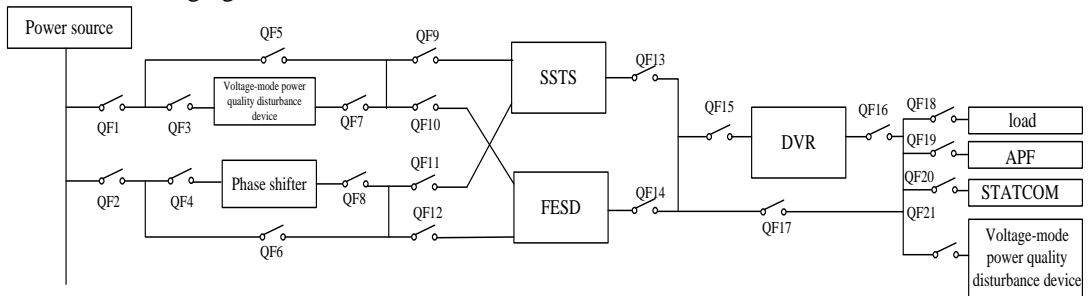 Power source
QF5
QF9
SSTS
QF13
Voltage-mode power
quality disturbance
device
QF1
QF3
QF7
QF10
QF15
DVR
QF16
QF18
load
QF19
APF
QF20
STATCOM
QF21
QF11
Phase shifter
QF2
QF4
QF8
QF12
FESD
QF14
QF17
QF6
Voltage-mode
power quality
disturbance device